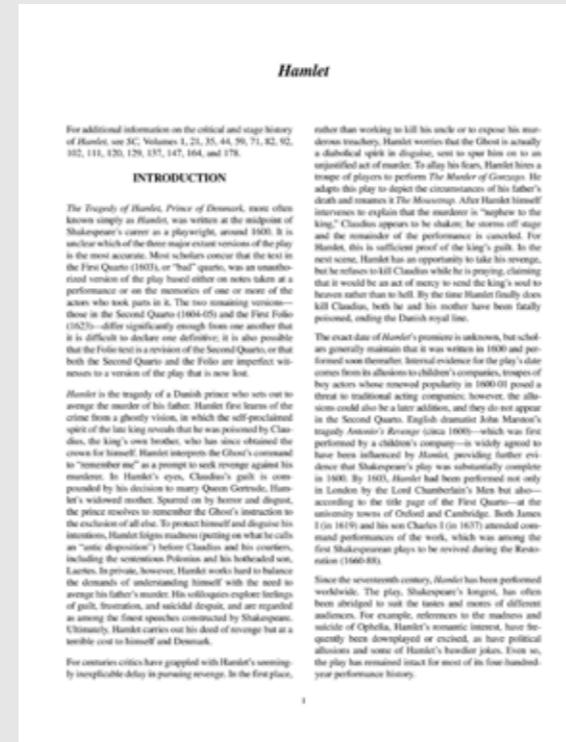 Hamlet
For additional information on the critical and stage history
of Hamlet, see SC, Volumes 1, 21, 35, 44, 59, 71, 82, 92,
102, 111, 120, 129, 137, 147, 164, and 178.
INTRODUCTION
The Tragedy of Hamlet, Prince of Denmark, more often
known simply as Hamlet, was written at the midpoint of
Shakespeare's career as a playwright, around 1600. It is
unclear which of the three major extant versions of the play
is the most accurate. Most scholars concur that the text in
the First Quarto (1603), or "bad" quarto, was an unautho-
rized version of the play based either on notes taken at a
performance or on the memories of one or more of the
actors who took part in it. The two remaining versions—
those in the Second Quarto (1604-05) and the First Folio
(1623)—differ significantly enough from one another that
it is difficult to declare one definitive; it is also possible
that the Folio text is a revision of the Second Quarto, or that
both the Second Quarto and the Folio are imperfect wit-
nesses to a version of the play that is now lost.
Hamlet is the tragedy of a Danish prince who sets out to
avenge the murder of his father. Hamlet first learns of the
crime from a ghostly vision, in which the self-proclaimed
spirit of the late king reveals that he was poisoned by Clau-
dius, the king's own brother, who has since obtained the
crown for himself. Hamlet interprets the Ghost's command
to "remember me" as a prompt to seek revenge against his
murderer. In Hamlet's eyes, Claudius's guilt is com-
pounded by his decision to marry Queen Gertrude, Ham-
let's widowed mother. Spurred on by horror and disgust,
the prince resolves to remember the Ghost's instruction to
the exclusion of all else. To protect himself and disguise his
intentions, Hamlet feigns madness (putting on what he calls
an "antic disposition") before Claudius and his courtiers,
including the sententious Polonius and his hotheaded son,
Laertes. In private, however, Hamlet works hard to balance
the demands of understanding himself with the need to
avenge his father's murder. His soliloquies explore feelings
of guilt, frustration, and suicidal despair, and are regarded
as among the finest speeches constructed by Shakespeare.
Ultimately, Hamlet carries out his deed of revenge but at a
terrible cost to himself and Denmark.
For centuries critics have grappled with Hamlet's seeming-
ly inexplicable delay in pursuing revenge. In the first place,
rather than working to kill his uncle or to expose his mur-
derous treachery, Hamlet worries that the Ghost is actually
a diabolical spirit in disguise, sent to spur him on to an
unjustified act of murder. To allay his fears, Hamlet hires a
troupe of players to perform The Murder of Gonzago. He
adapts this play to depict the circumstances of his father's
death and renames it The Mousetrap. After Hamlet himself
intervenes to explain that the murderer is "nephew to the
king," Claudius appears to be shaken; he storms off stage
and the remainder of the performance is canceled. For
Hamlet, this is sufficient proof of the king's guilt. In the
next scene, Hamlet has an opportunity to take his revenge,
but he refuses to kill Claudius while he is praying, claiming
that it would be an act of mercy to send the king's soul to
heaven rather than to hell. By the time Hamlet finally does
kill Claudius, both he and his mother have been fatally
poisoned, ending the Danish royal line.
The exact date of Hamlet's premiere is unknown, but schol-
ars generally maintain that it was written in 1600 and per-
formed soon thereafter. Internal evidence for the play's date
comes from its allusions to children's companies, troupes of
boy actors whose renewed popularity in 1600-01 posed a
threat to traditional acting companies; however, the allu-
sions could also be a later addition, and they do not appear
in the Second Quarto. English dramatist John Marston's
tragedy Antonio's Revenge (circa 1600)—which was first
performed by a children's company—is widely agreed to
have been influenced by Hamlet, providing further evi-
dence that Shakespeare's play was substantially complete
in 1600. By 1603, Hamlet had been performed not only
in London by the Lord Chamberlain's Men but also—
according to the title page of the First Quarto—at the
university towns of Oxford and Cambridge. Both James
I (in 1619) and his son Charles I (in 1637) attended com-
mand performances of the work, which was among the
first Shakespearean plays to be revived during the Resto-
ration (1660-88).
Since the seventeenth century, Hamlet has been performed
worldwide. The play, Shakespeare's longest, has often
been abridged to suit the tastes and mores of different
audiences. For example, references to the madness and
suicide of Ophelia, Hamlet's romantic interest, have fre-
quently been downplayed or excised, as have political
allusions and some of Hamlet's bawdier jokes. Even so,
the play has remained intact for most of its four-hundred-
year performance history.
1